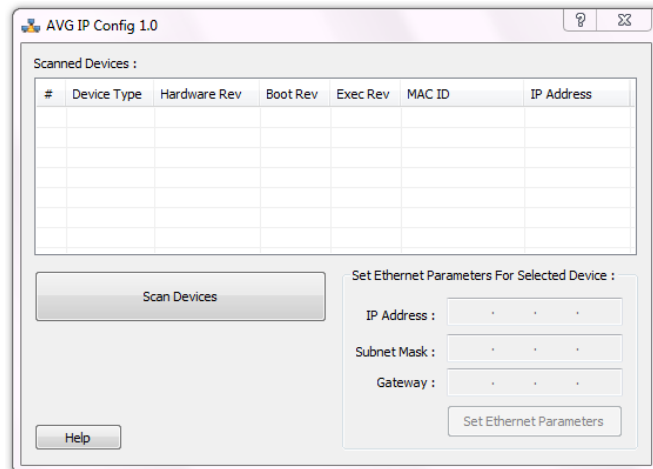 AVG IP Config 1.0
Scanned Devices :
# Device Type Hardware Rev Boot Rev Exec Rev MAC ID IP Address
Scan Devices
Set Ethernet Parameters For Selected Device :
IP Address : . . .
Subnet Mask : . . .
Gateway : . . .
Set Ethernet Parameters
Help